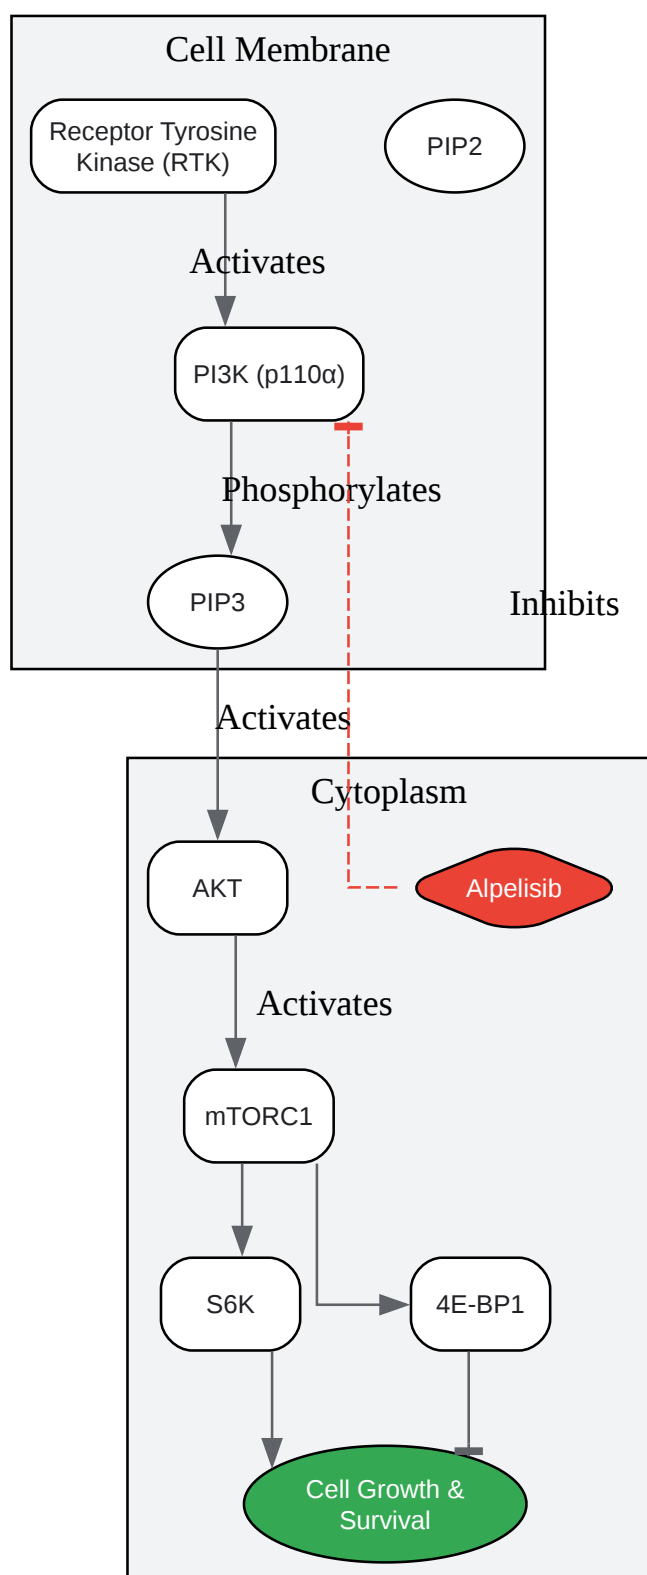 Cell Membrane
Receptor Tyrosine
Kinase (RTK)
PIP2
Activates
PI3K (p110α)
Phosphorylates
PIP3
Inhibits
Activates
Cytoplasm
AKT
Alpelisib
Activates
mTORC1
S6K
4E-BP1
Cell Growth &
Survival